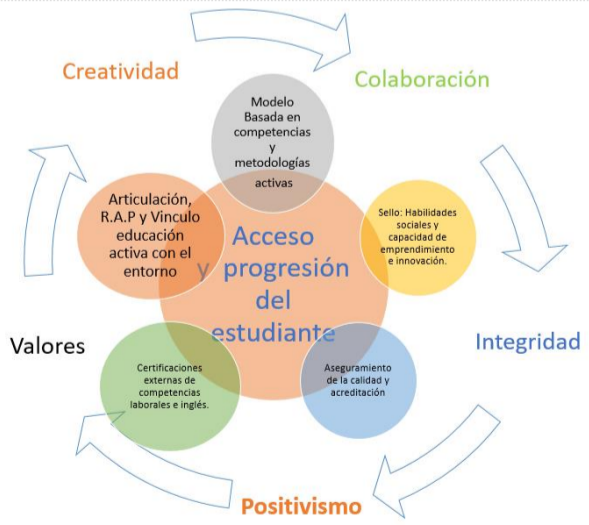 Creatividad
Colaboración
Modelo
Basada en
competencias
y
metodologías
activas
Articulación,
R.A.P y Vinculo
educación
activa con el
entorno
Acceso
y progresión
del
estudiante
Sello: Habilidades
sociales y
capacidad de
emprendimiento
e innovación.
Valores
Integridad
Certificaciones
externas de
competencias
laborales e inglés.
Aseguramiento
de la calidad y
acreditación
Positivismo